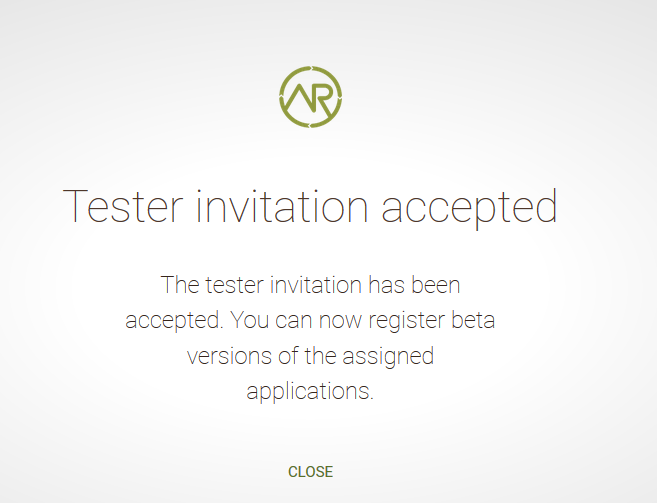 AR
Tester invitation accepted
The tester invitation has been
accepted. You can now register beta
versions of the assigned
applications.
CLOSE